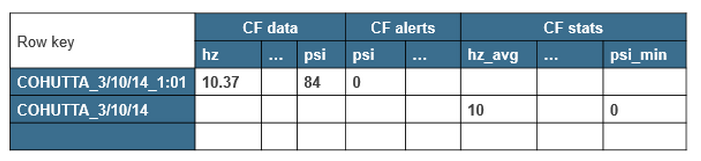 Row key CF data CF alerts CF stats
hz ... psi psi ... hz_avg ... psi_min
COHUTTA_3/10/14_1:01 10.37 84 0
COHUTTA_3/10/14 10 0